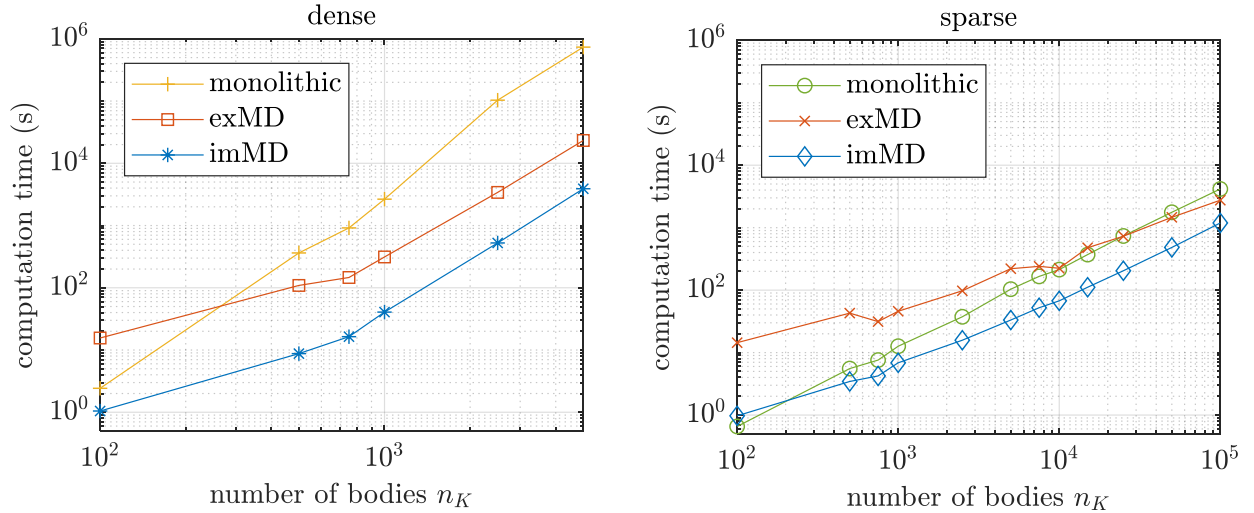 dense
10^6
10^4
10^2
10^0
computation time (s)
monolithic
exMD
imMD
10^2
10^3
number of bodies n_K
sparse
10^6
10^4
10^2
10^0
computation time (s)
monolithic
exMD
imMD
10^2
10^3
10^4
10^5
number of bodies n_K